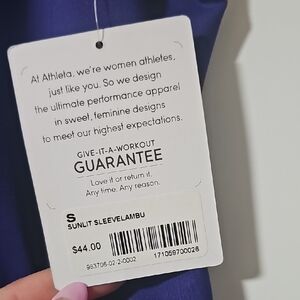 At Athleta, we're women athletes,
just like you. So we design
the ultimate performance apparel
in sweet, feminine designs
to meet our highest expectations.
GIVE-IT-A-WORKOUT
GUARANTEE
Love it or return it.
Any time. Any reason.
S
SUNLIT SLEEVELAMBU
$44.00
983706-02-2-0002
171059700026